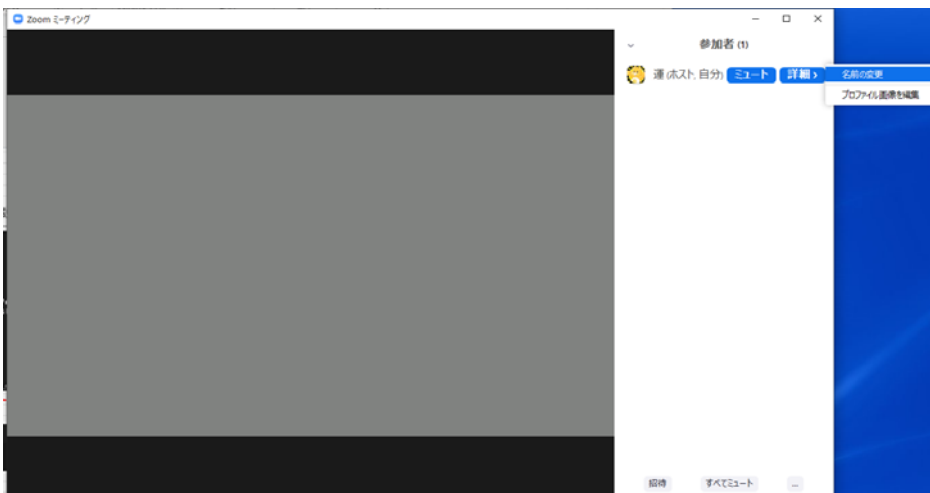 Zoom ミーティング
参加者 (1)
蓮 (ホスト, 自分) ミュート 詳細 ›
名前の変更
プロファイル画像を編集
招待 すべてミュート ...